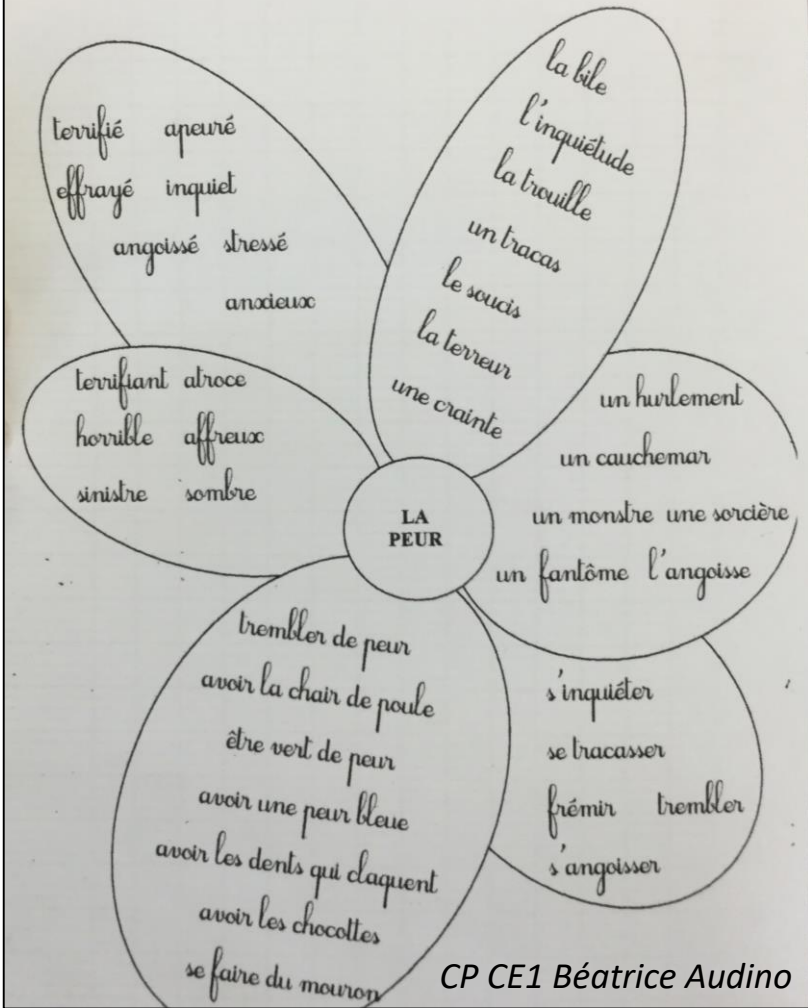 terrifié apeuré
effrayé inquiet
angoissé stressé
anxieux
la bile
l'inquiétude
la trouille
un tracas
le soucis
la terreur
une crainte
terrifiant atroce
horrible affreux
sinistre sombre
LA
PEUR
un hurlement
un cauchemar
un monstre une sorcière
un fantôme l'angoisse
trembler de peur
avoir la chair de poule
être vert de peur
avoir une peur bleue
avoir les dents qui claquent
avoir les chocottes
se faire du mouron
s'inquiéter
se tracasser
frémir trembler
s'angoisser
CP CE1 Béatrice Audino